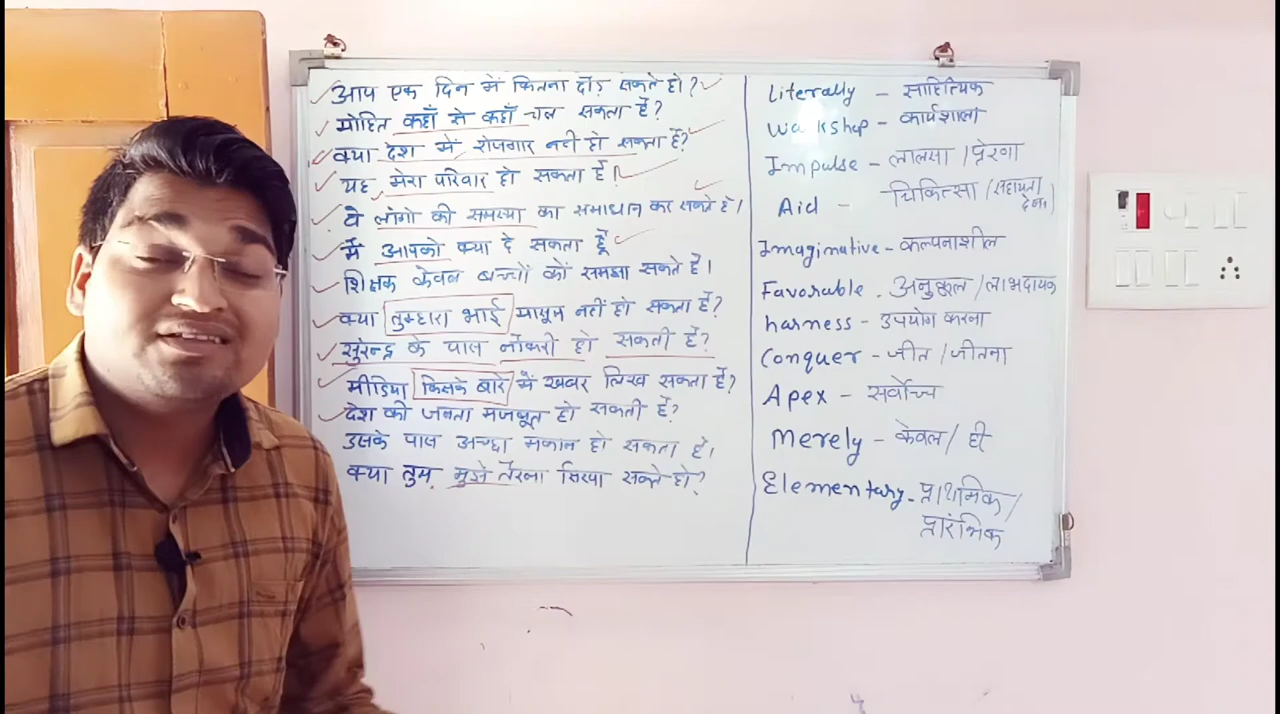 आप एक दिन में कितना दौड़ सकते हो?
मोहित कहाँ से कहाँ चल सकता है?
क्या देश में रोजगार नहीं हो सकता है?
यह मेरा परिवार हो सकता है।
वे लोगो की समस्या का समाधान कर सकते है।
मैं आपको क्या दे सकता हूँ
शिक्षक केवल बच्चों को समझा सकते है।
क्या तुम्हारा भाई मायूस नहीं हो सकता है?
सुरेन्द्र के पास नौकरी हो सकती है?
मीडिया किसके बारे में खबर लिख सकता है?
देश की जनता मजबूत हो सकती है?
उसके पास अच्छा मकान हो सकता है।
क्या तुम मुझे तैरना सिखा सकते हो?
Literally - साहित्यिक
Workshop - कार्यशाला
Impulse - लालसा / प्रेरणा
Aid - चिकित्सा / सहायता देना
Imaginative - कल्पनाशील
Favorable - अनुकूल / लाभदायक
harness - उपयोग करना
Conquer - जीत / जीतना
Apex - सर्वोच्च
Merely - केवल / ही
Elementary - प्राथमिक /
प्रारंभिक